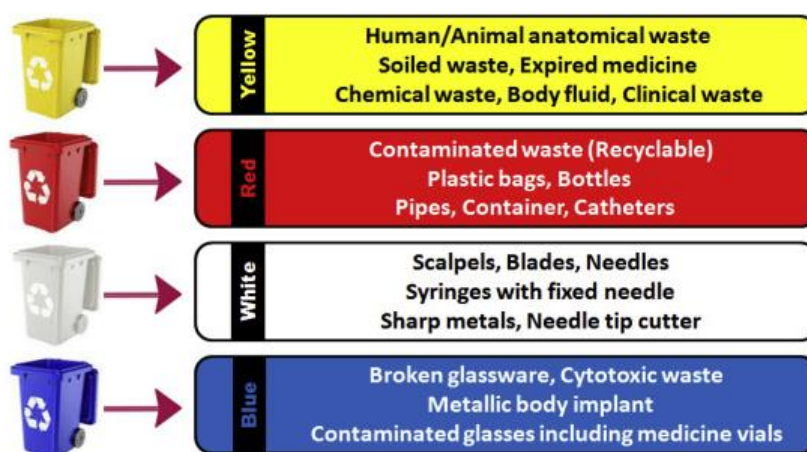 Yellow
Human/Animal anatomical waste
Soiled waste, Expired medicine
Chemical waste, Body fluid, Clinical waste
Red
Contaminated waste (Recyclable)
Plastic bags, Bottles
Pipes, Container, Catheters
White
Scalpels, Blades, Needles
Syringes with fixed needle
Sharp metals, Needle tip cutter
Blue
Broken glassware, Cytotoxic waste
Metallic body implant
Contaminated glasses including medicine vials